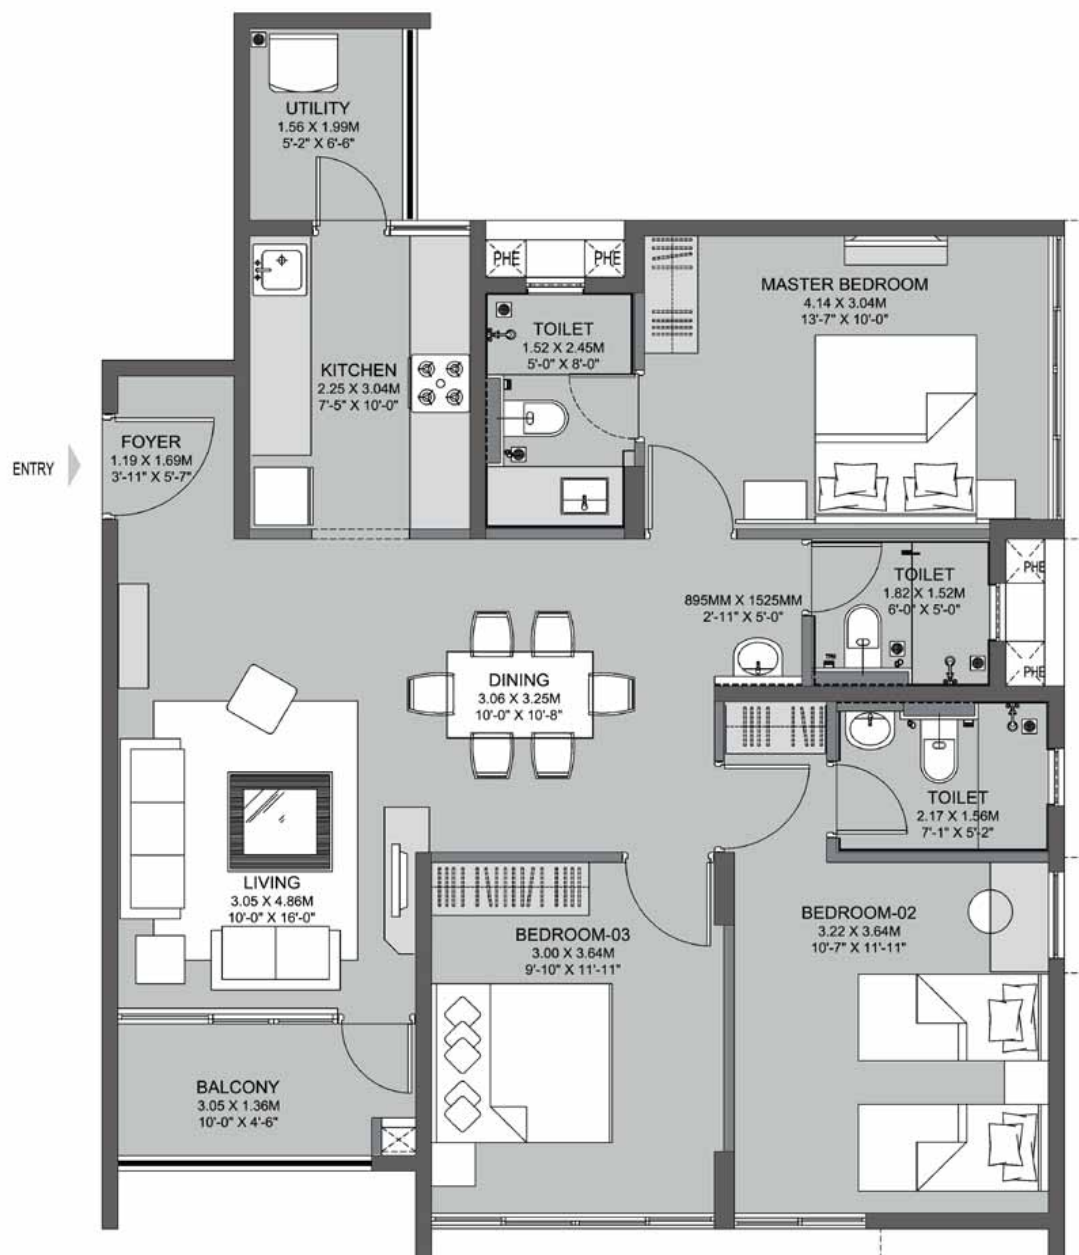 UTILITY
1.56 X 1.99M
5'-2" X 6'-6"
PHE
PHE
MASTER BEDROOM
4.14 X 3.04M
13'-7" X 10'-0"
TOILET
1.52 X 2.45M
5'-0" X 8'-0"
KITCHEN
2.25 X 3.04M
7'-5" X 10'-0"
ENTRY
FOYER
1.19 X 1.69M
3'-11" X 5'-7"
TOILET
1.82 X 1.52M
6'-0" X 5'-0"
PHE
895MM X 1525MM
2'-11" X 5'-0"
PHE
DINING
3.06 X 3.25M
10'-0" X 10'-8"
TOILET
2.17 X 1.56M
7'-1" X 5'-2"
LIVING
3.05 X 4.86M
10'-0" X 16'-0"
BEDROOM-03
3.00 X 3.64M
9'-10" X 11'-11"
BEDROOM-02
3.22 X 3.64M
10'-7" X 11'-11"
BALCONY
3.05 X 1.36M
10'-0" X 4'-6"